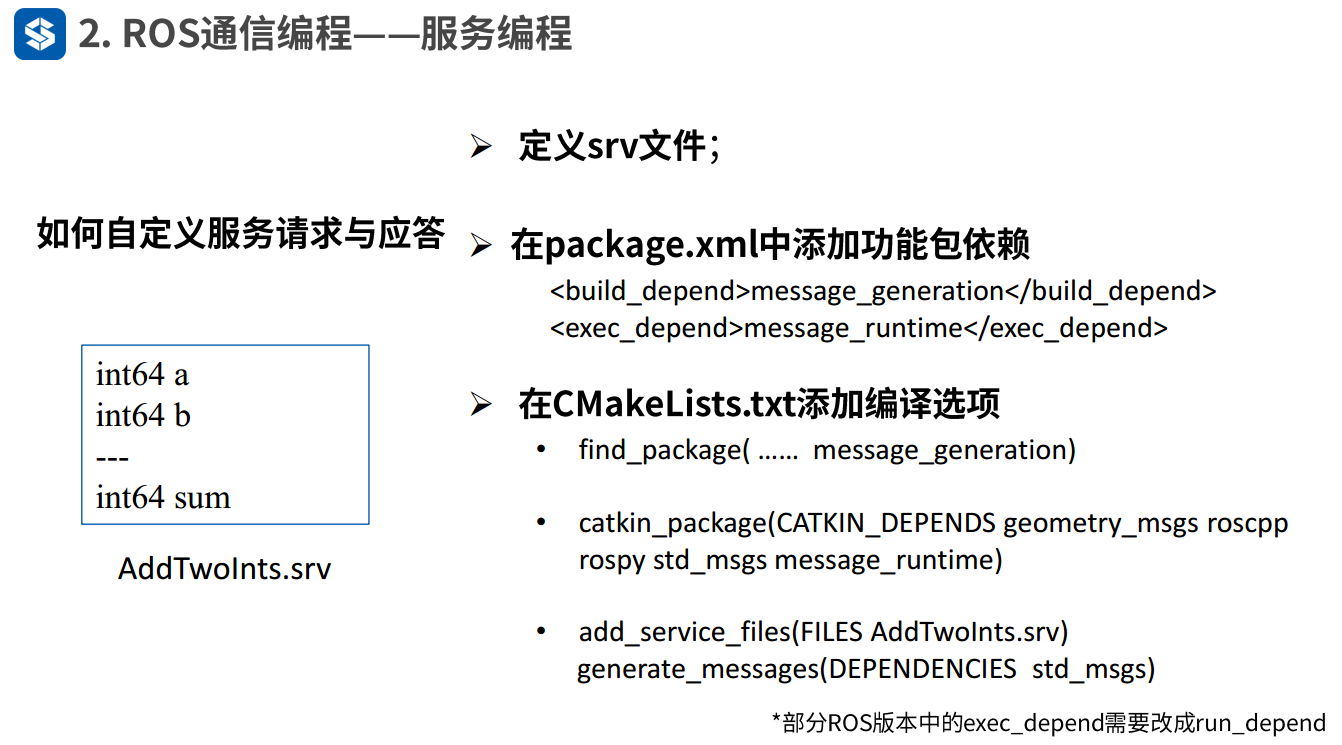 2. ROS通信编程——服务编程
如何自定义服务请求与应答
int64 a
int64 b
---
int64 sum
AddTwoInts.srv
➢ 定义srv文件；
➢ 在package.xml中添加功能包依赖
<build_depend>message_generation</build_depend>
<exec_depend>message_runtime</exec_depend>
➢ 在CMakeLists.txt添加编译选项
• find_package( …… message_generation)
• catkin_package(CATKIN_DEPENDS geometry_msgs roscpp
rospy std_msgs message_runtime)
• add_service_files(FILES AddTwoInts.srv)
generate_messages(DEPENDENCIES std_msgs)
*部分ROS版本中的exec_depend需要改成run_depend